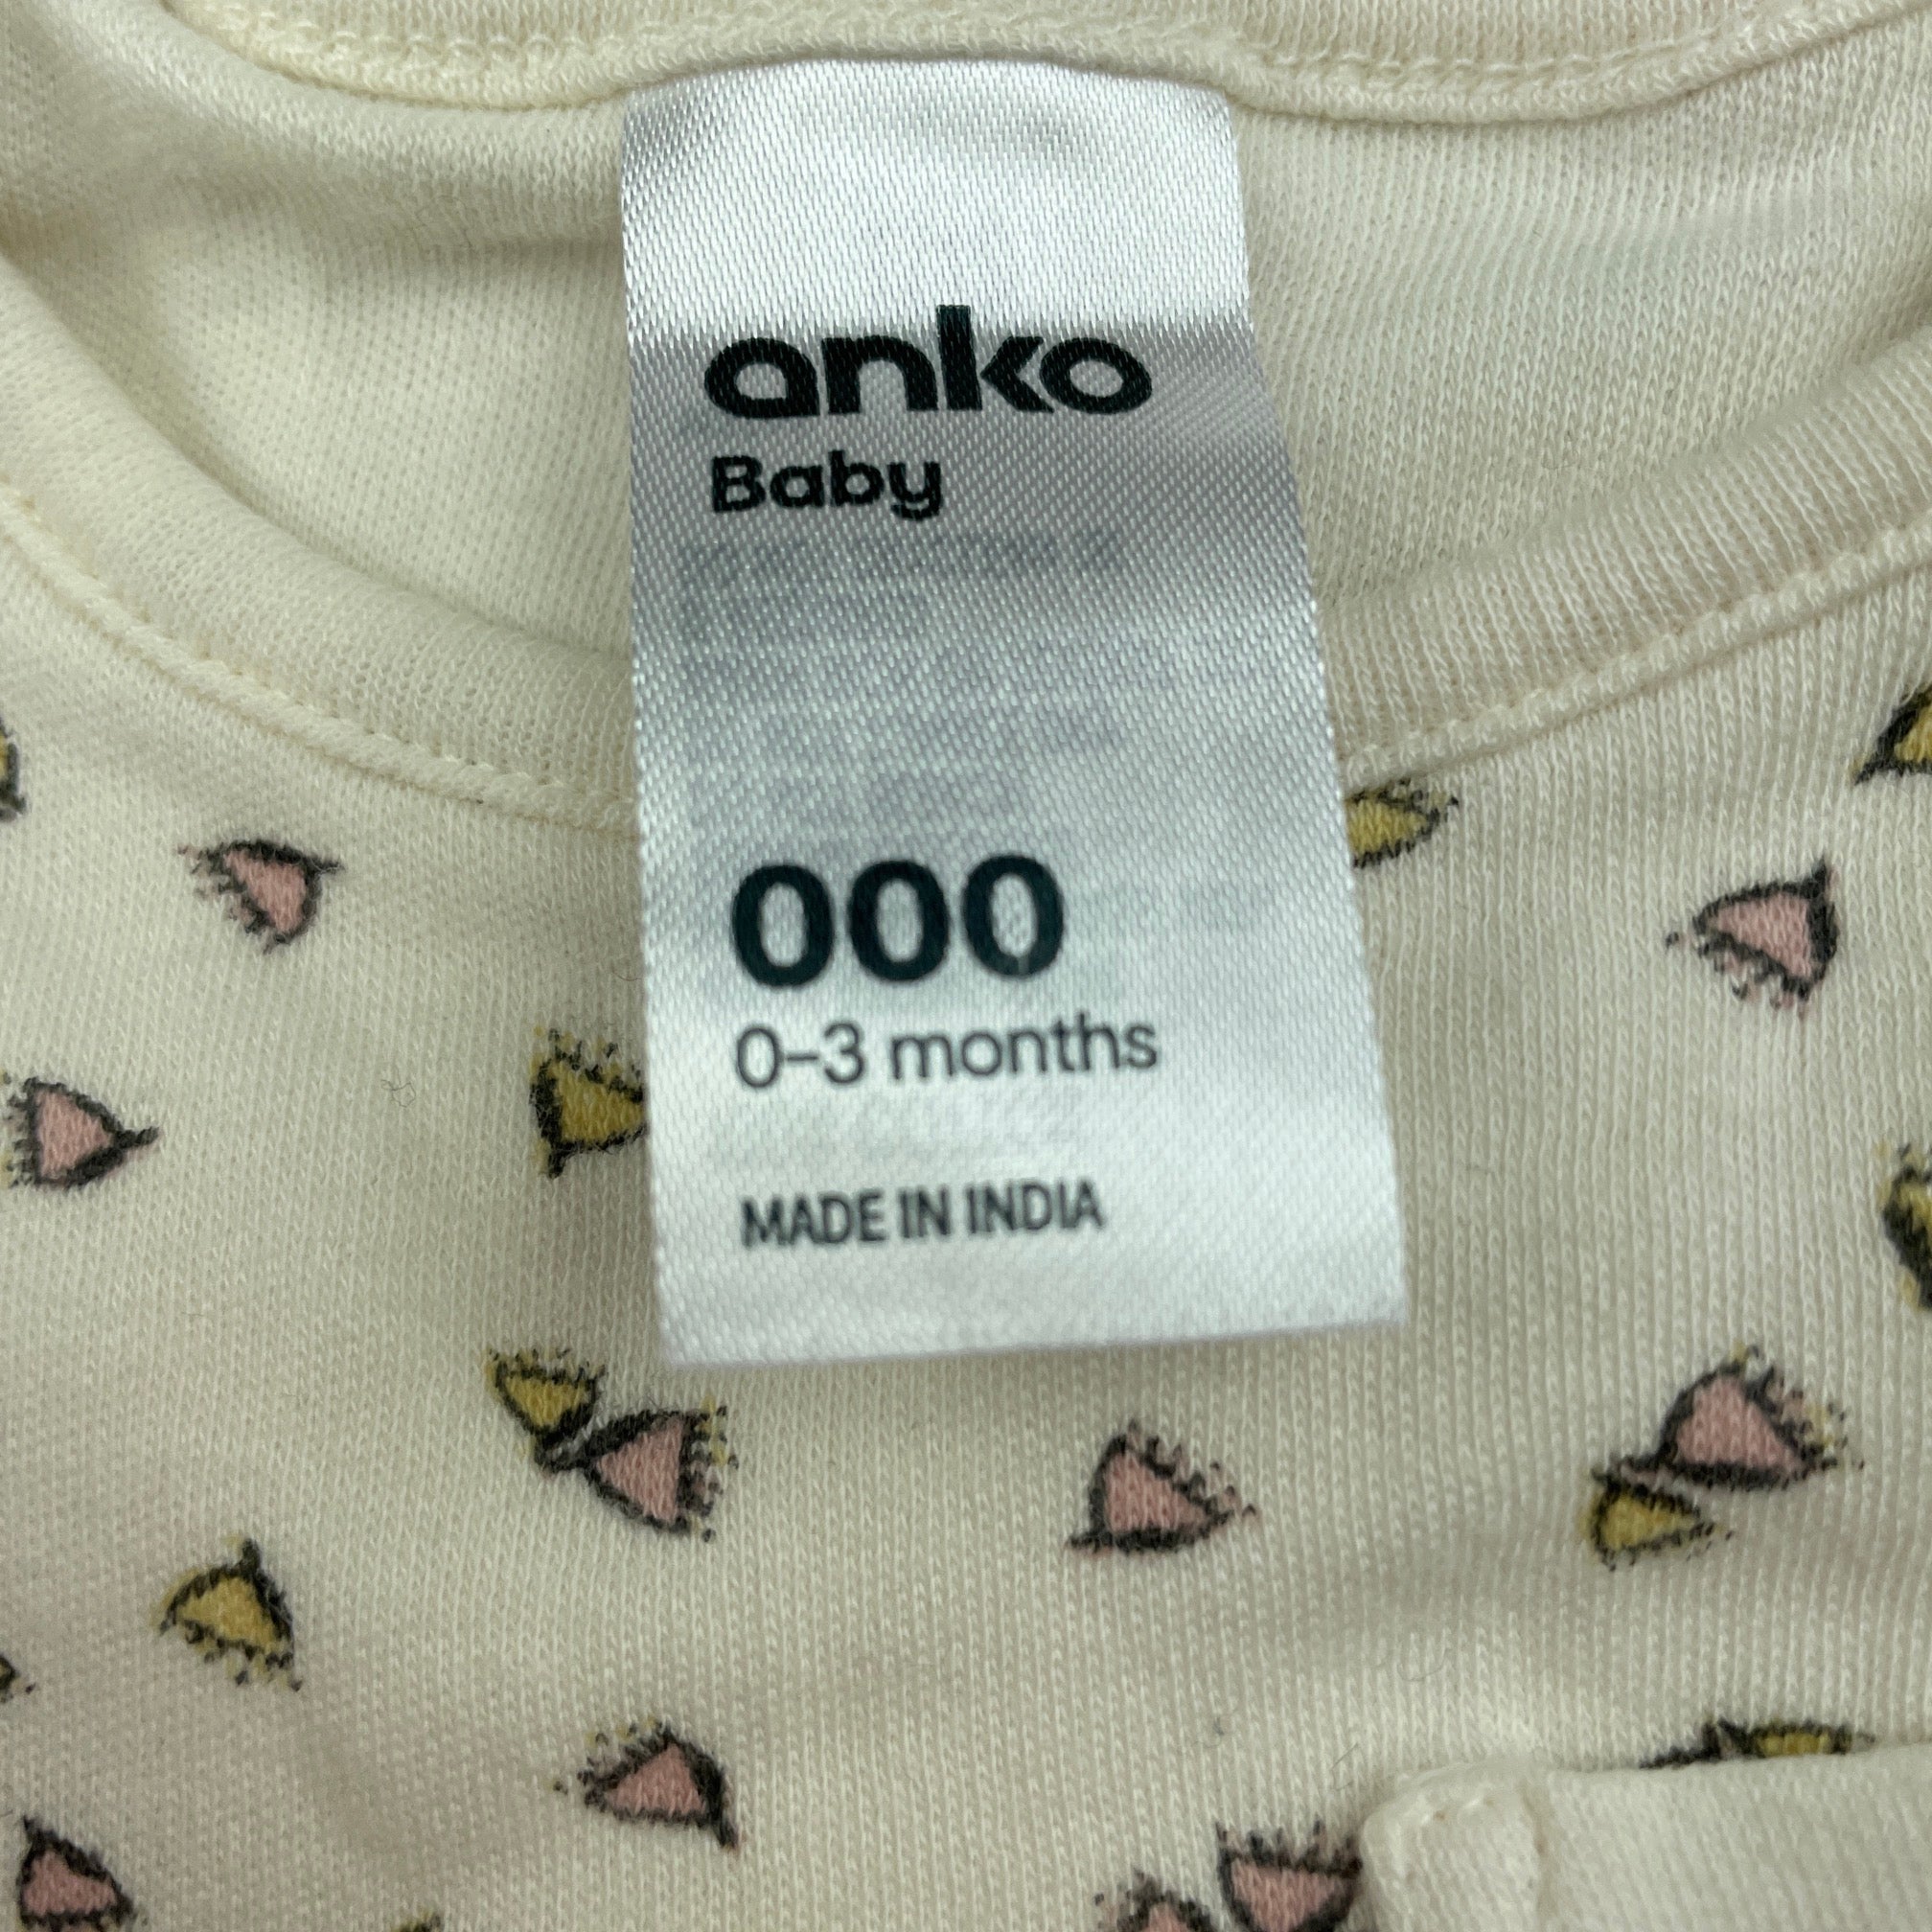 anko
Baby
000
0–3 months
MADE IN INDIA